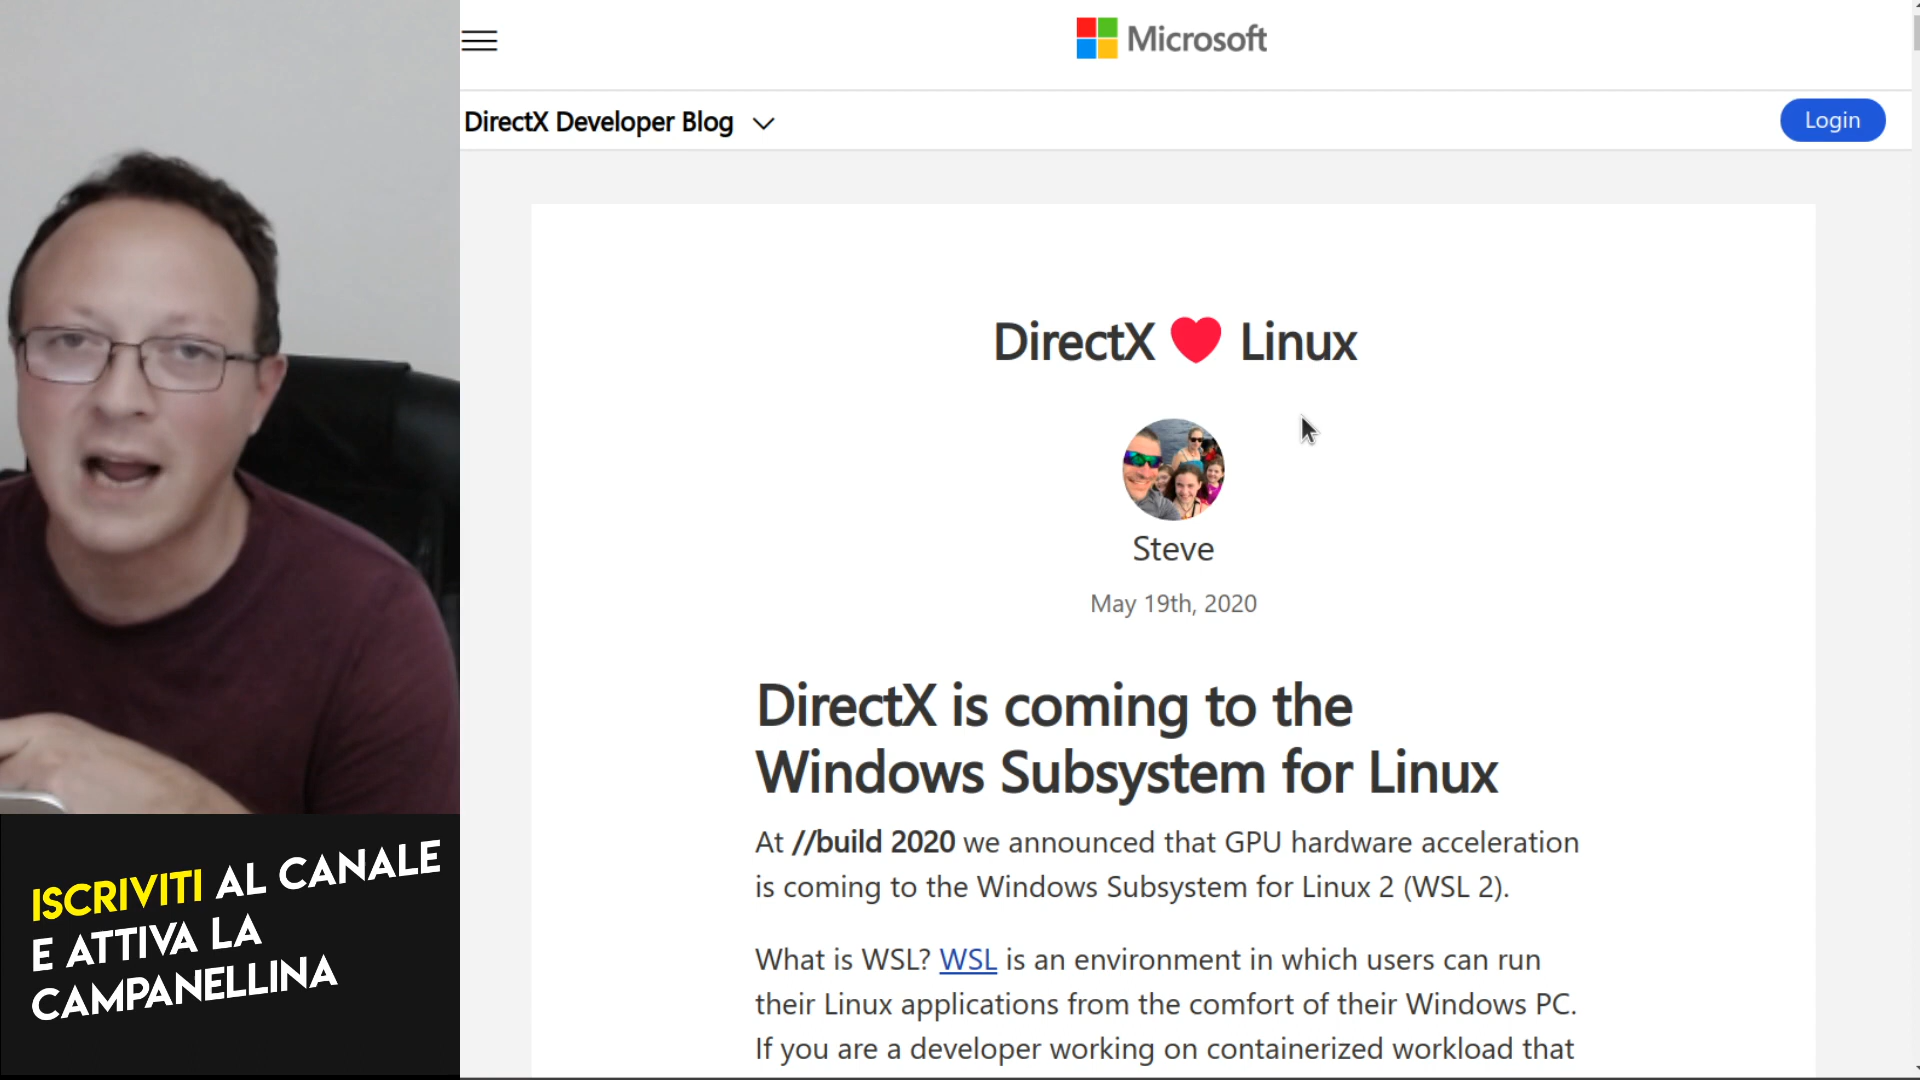 Microsoft
DirectX Developer Blog
Login
DirectX ❤ Linux
Steve
May 19th, 2020
DirectX is coming to the
Windows Subsystem for Linux
At //build 2020 we announced that GPU hardware acceleration
is coming to the Windows Subsystem for Linux 2 (WSL 2).
What is WSL? WSL is an environment in which users can run
their Linux applications from the comfort of their Windows PC.
If you are a developer working on containerized workload that
ISCRIVITI AL CANALE
E ATTIVA LA
CAMPANELLINA